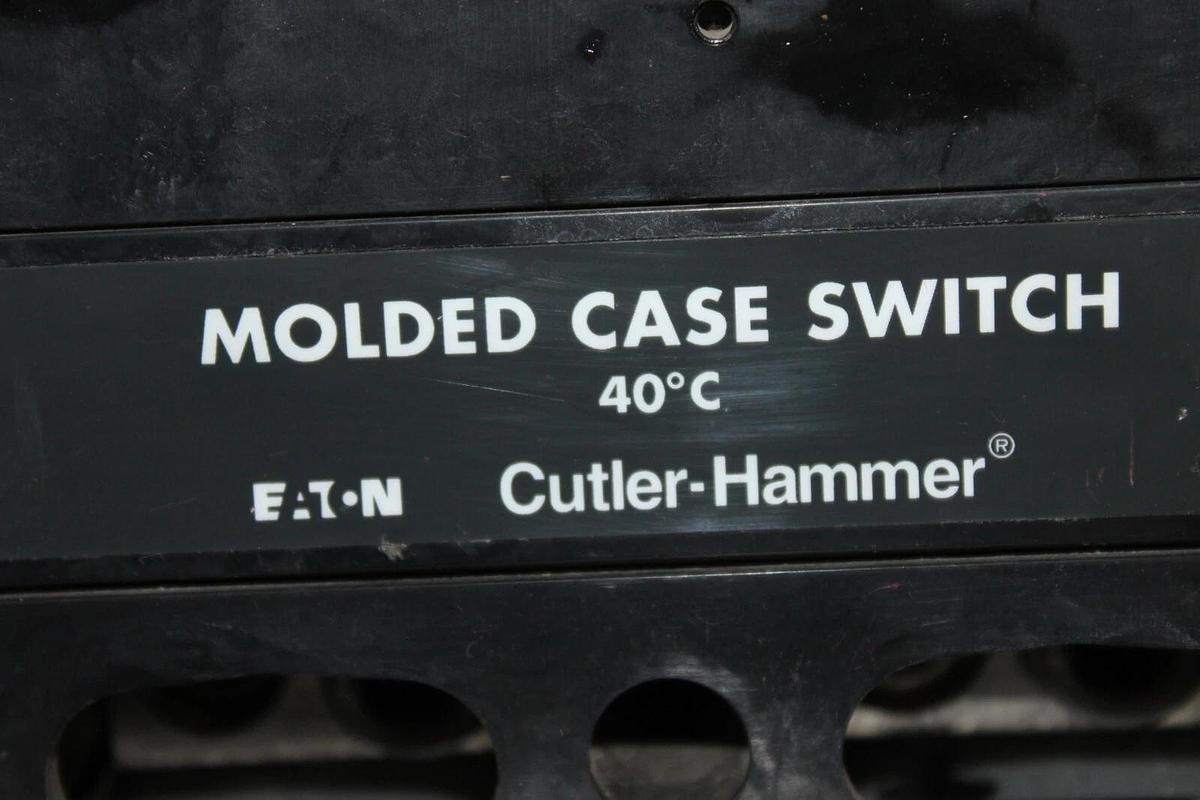 MOLDED CASE SWITCH
40°C
EATON Cutler-Hammer®